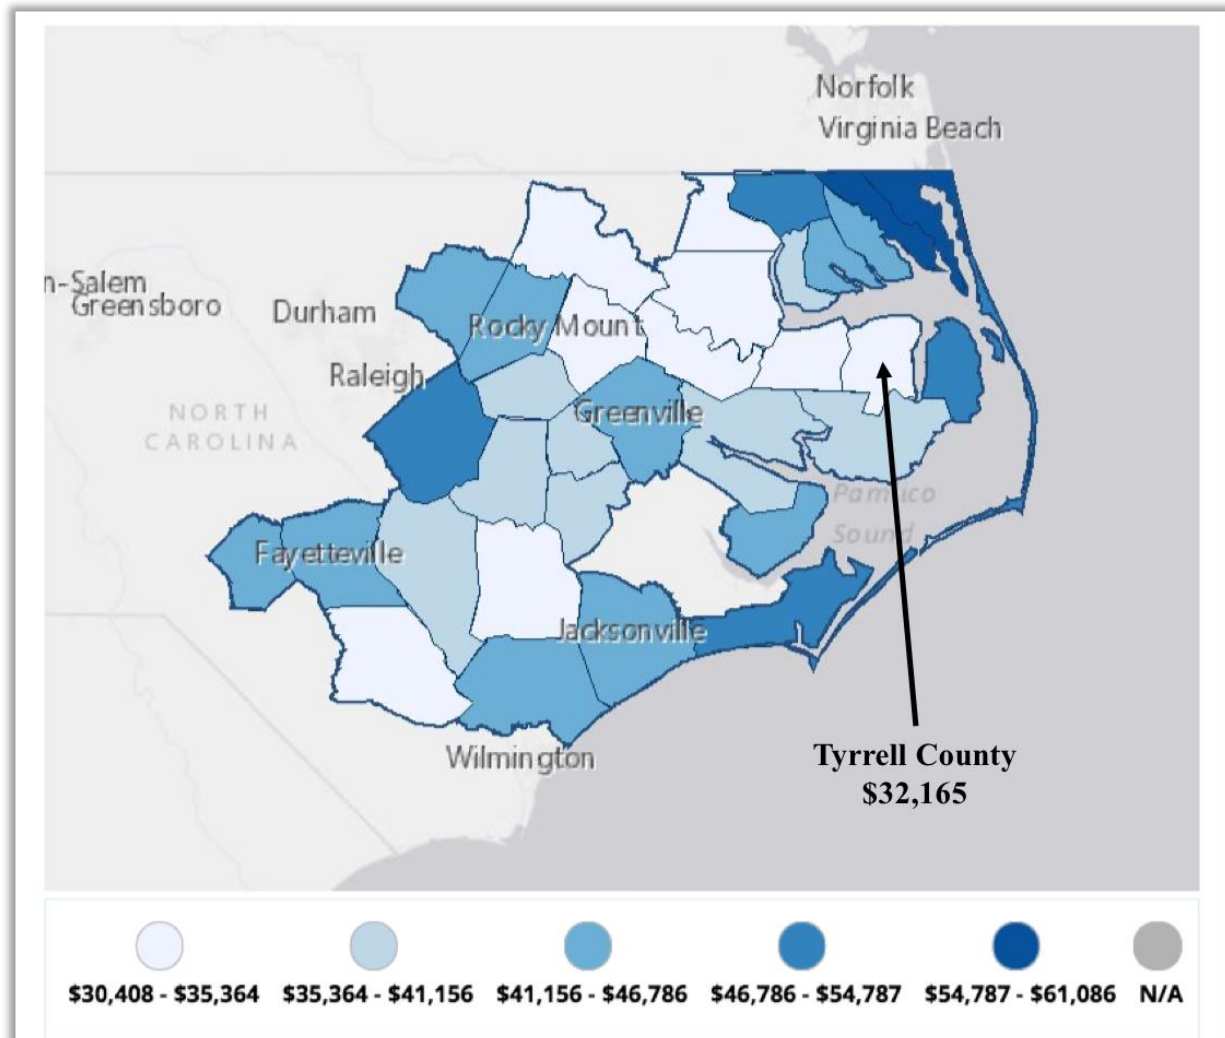 Norfolk
Virginia Beach
n-Salem
Greensboro
Durham
Rocky Mount
Raleigh
NORTH
CAROLINA
Greenville
Pamlico
Sound
Fayetteville
Jacksonville
Wilmington
Tyrrell County
$32,165
$30,408 - $35,364
$35,364 - $41,156
$41,156 - $46,786
$46,786 - $54,787
$54,787 - $61,086
N/A